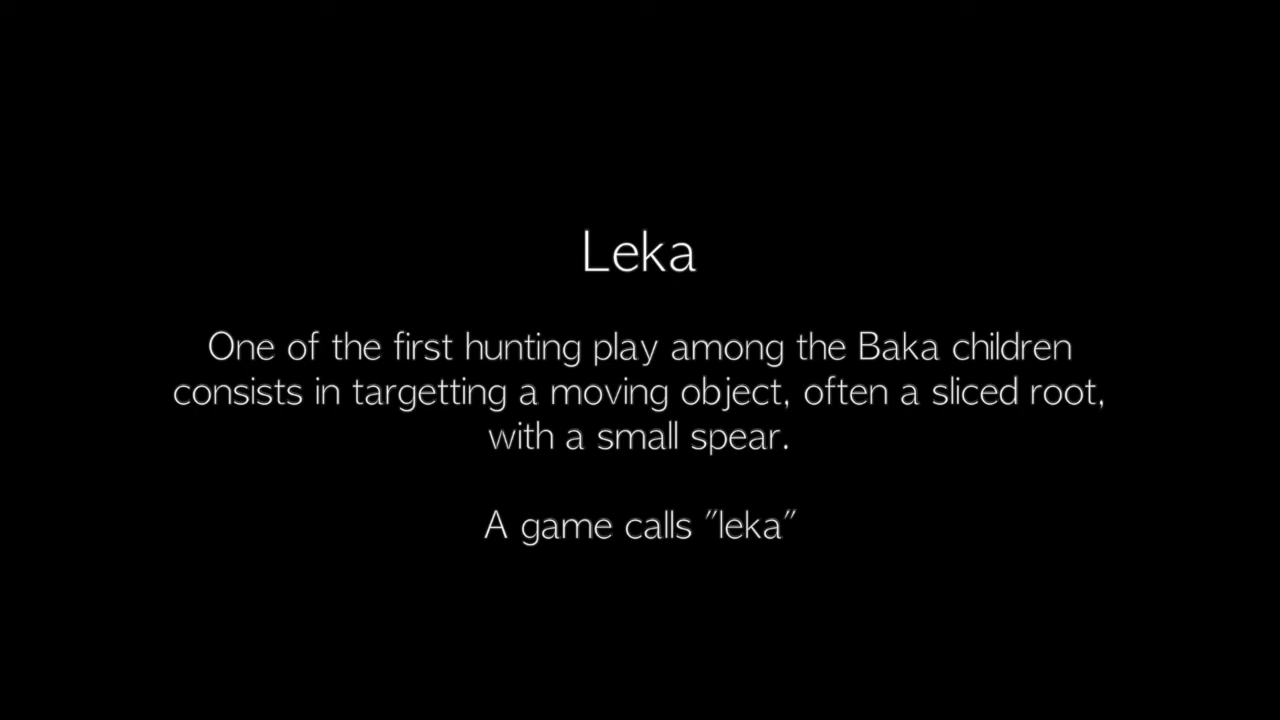 Leka
One of the first hunting play among the Baka children
consists in targetting a moving object, often a sliced root,
with a small spear.
A game calls "leka"